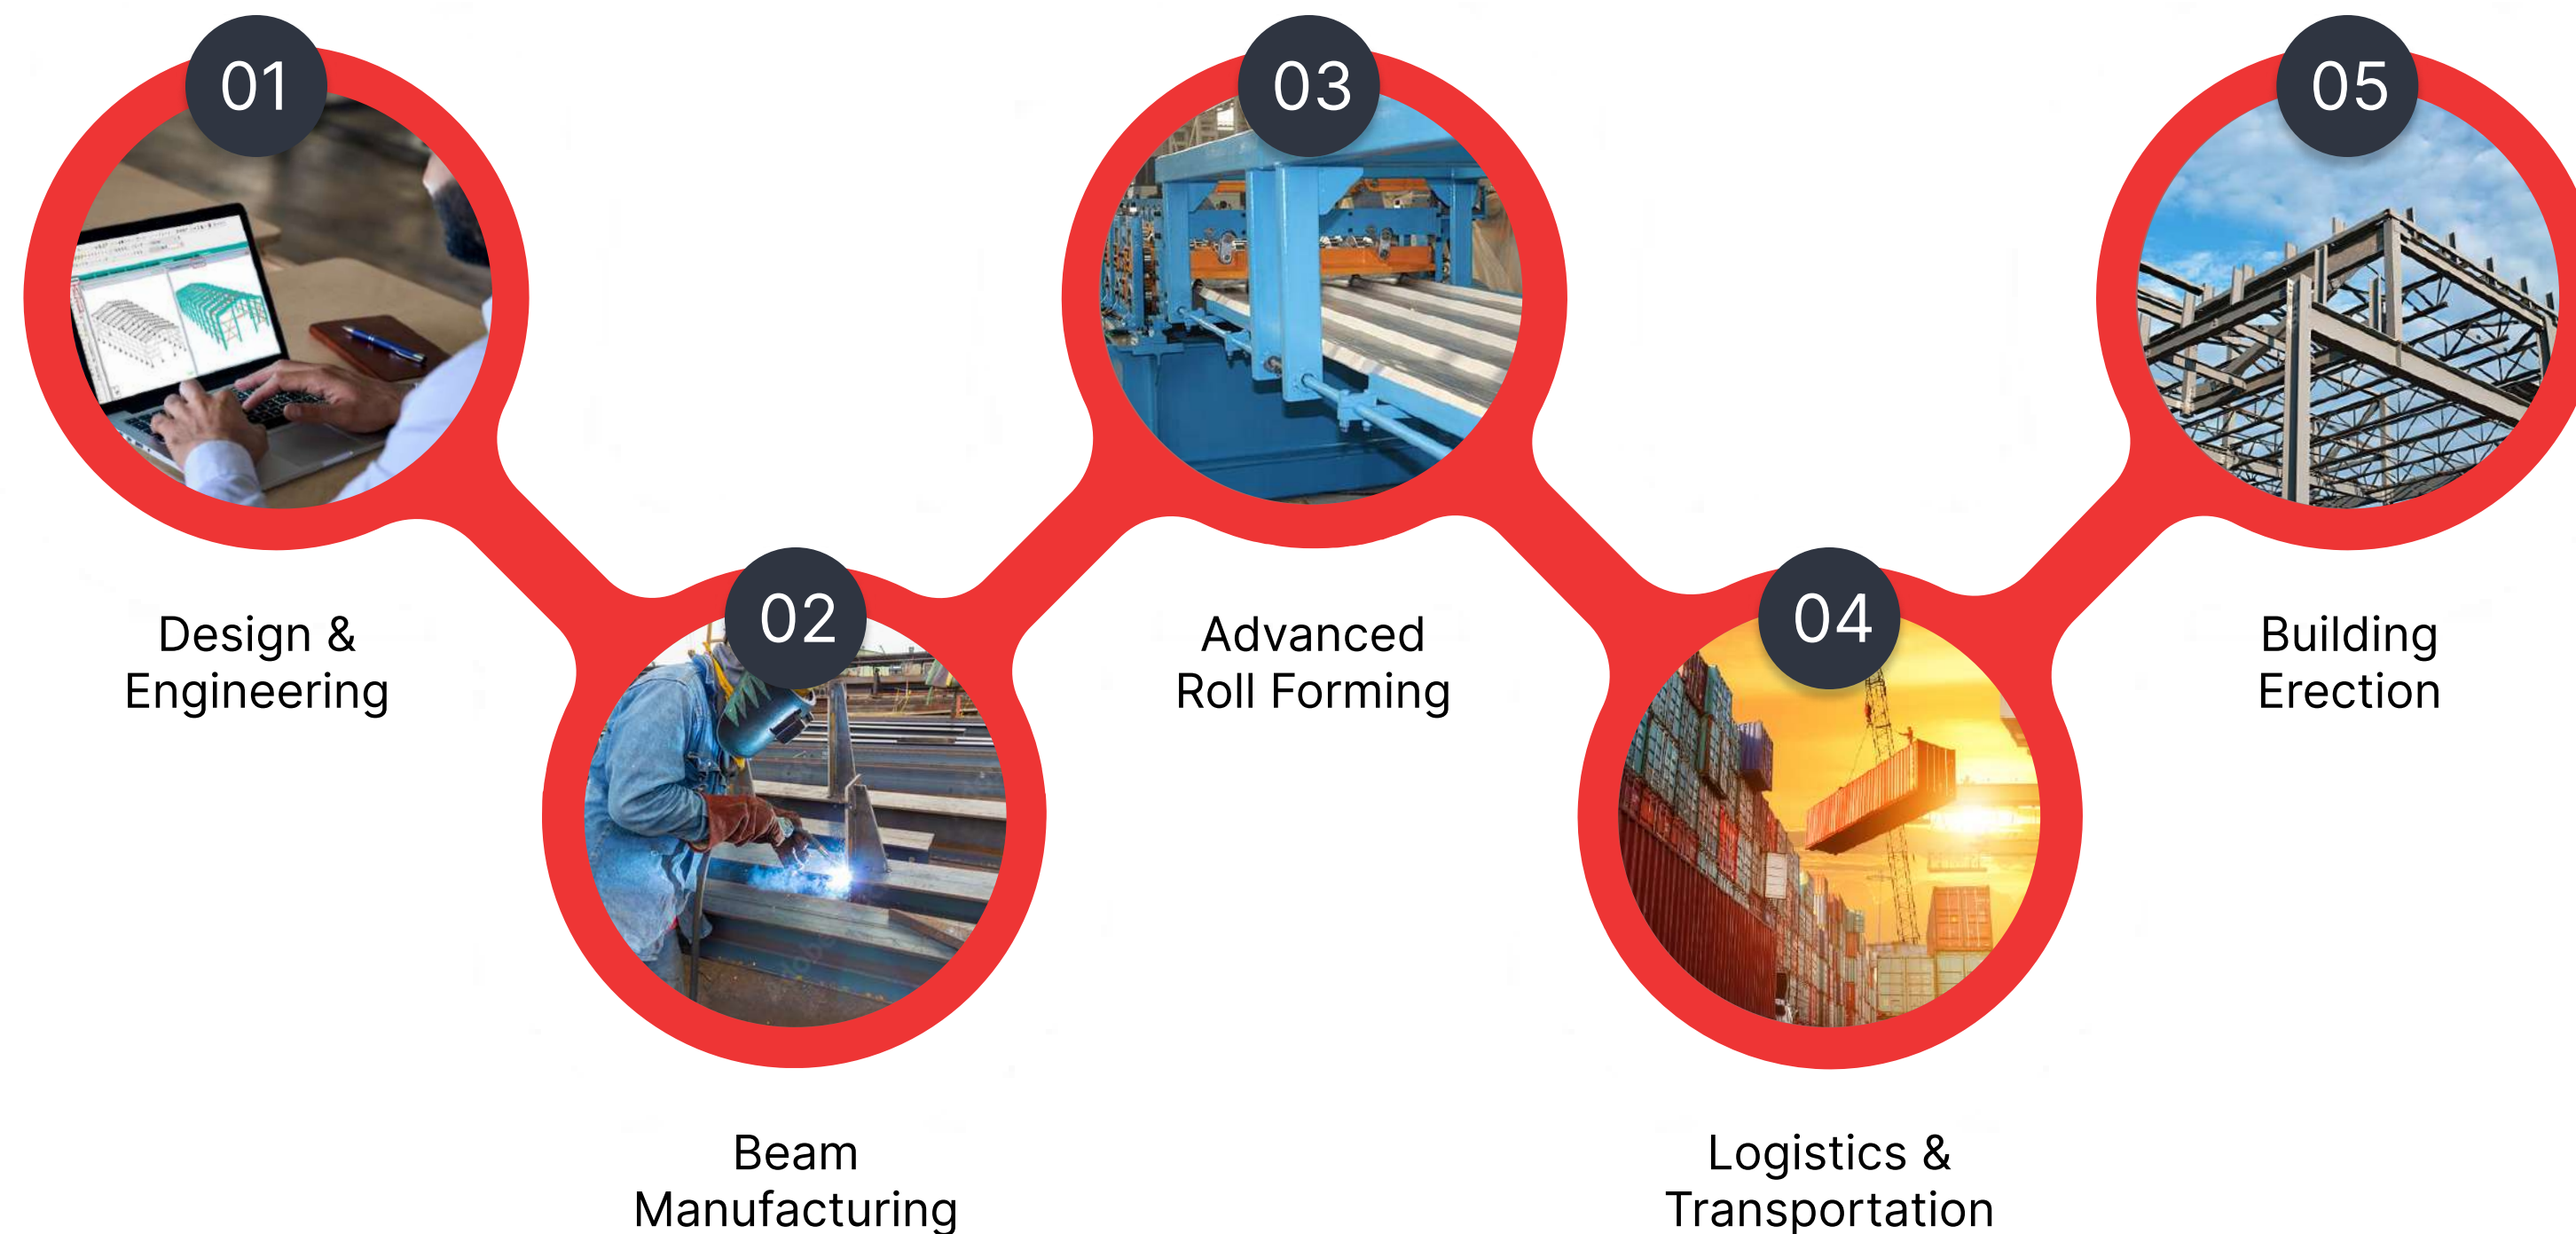 01
Design &
Engineering
02
Beam
Manufacturing
03
Advanced
Roll Forming
04
Logistics &
Transportation
05
Building
Erection